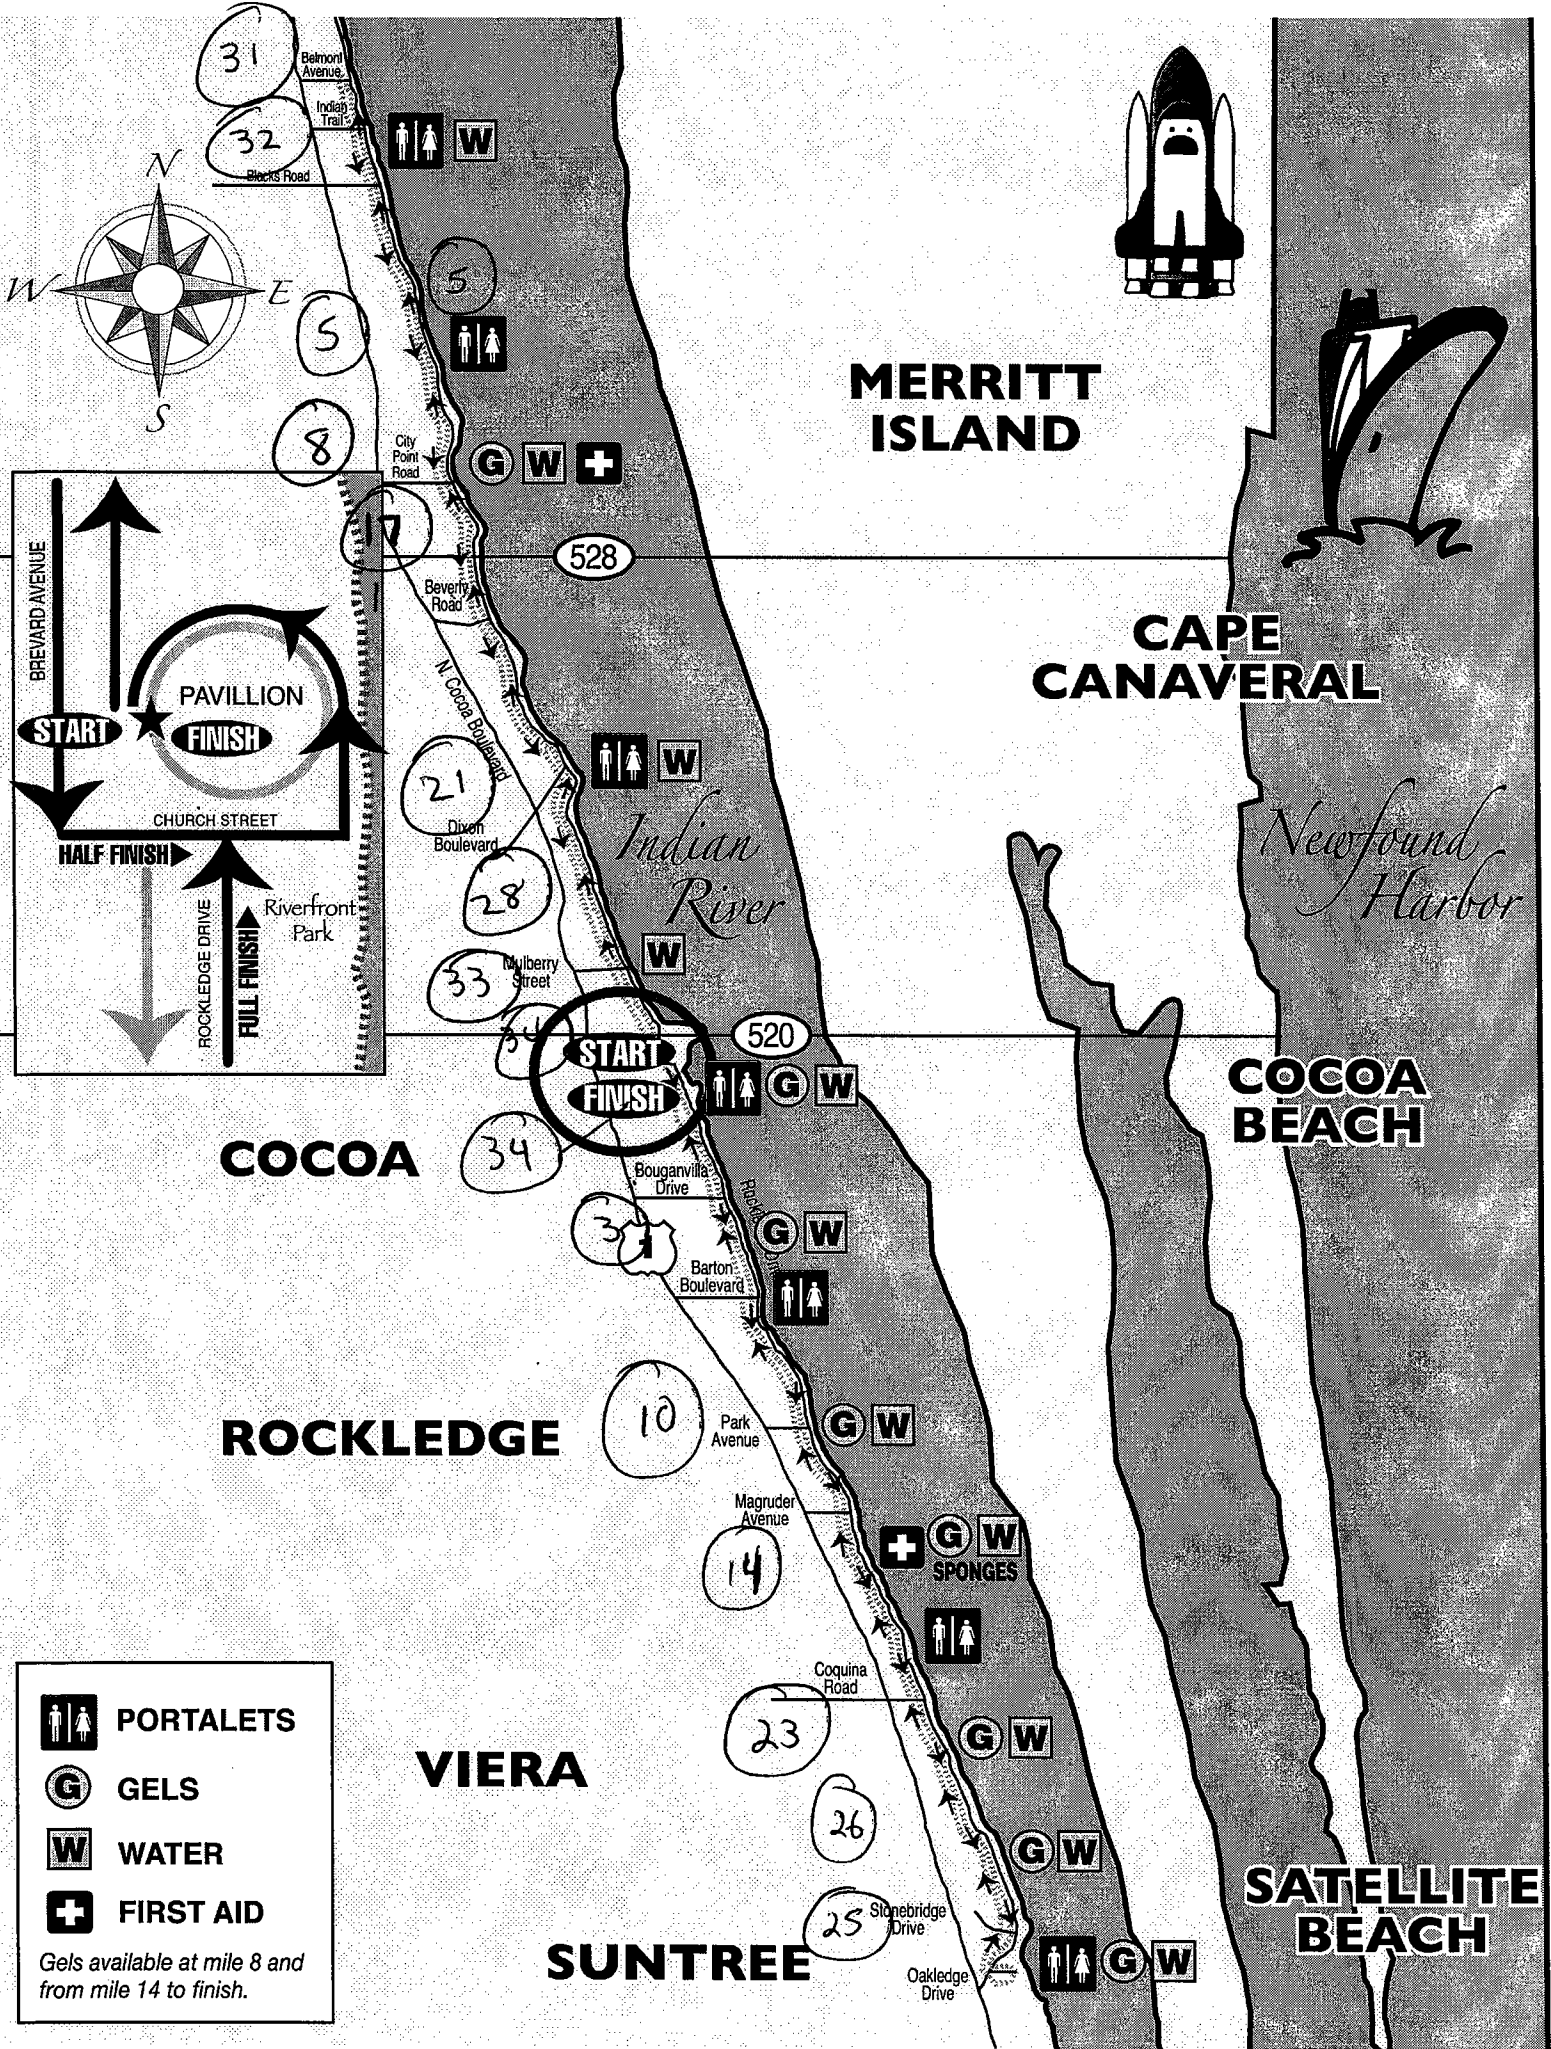 31
Belmont
Avenue
Indian
Trail
32
W
Blacks Road
N
W
E
S
5
5
8
City
Point
Road
G
W
17
528
Beverly
Road
MERRITT
ISLAND
CAPE
CANAVERAL
BREVARD AVENUE
PAVILLION
START
FINISH
CHURCH STREET
HALF FINISH
ROCKLEDGE DRIVE
FULL FINISH
Riverfront
Park
N. Cocoa Boulevard
21
W
Dixon
Boulevard
Indian
River
Newfound
Harbor
28
W
33
Mulberry
Street
34
START
FINISH
520
G
W
COCOA
BEACH
COCOA
34
Bouganvilla
Drive
3
1
G
W
Barton
Boulevard
10
ROCKLEDGE
Park
Avenue
G
W
Magruder
Avenue
G
W
SPONGES
14
Coquina
Road
23
G
W
VIERA
26
G
W
25
Stonebridge
Drive
SATELLITE
BEACH
SUNTREE
Oakledge
Drive
G
W
PORTALETS
G GELS
W WATER
FIRST AID
Gels available at mile 8 and
from mile 14 to finish.